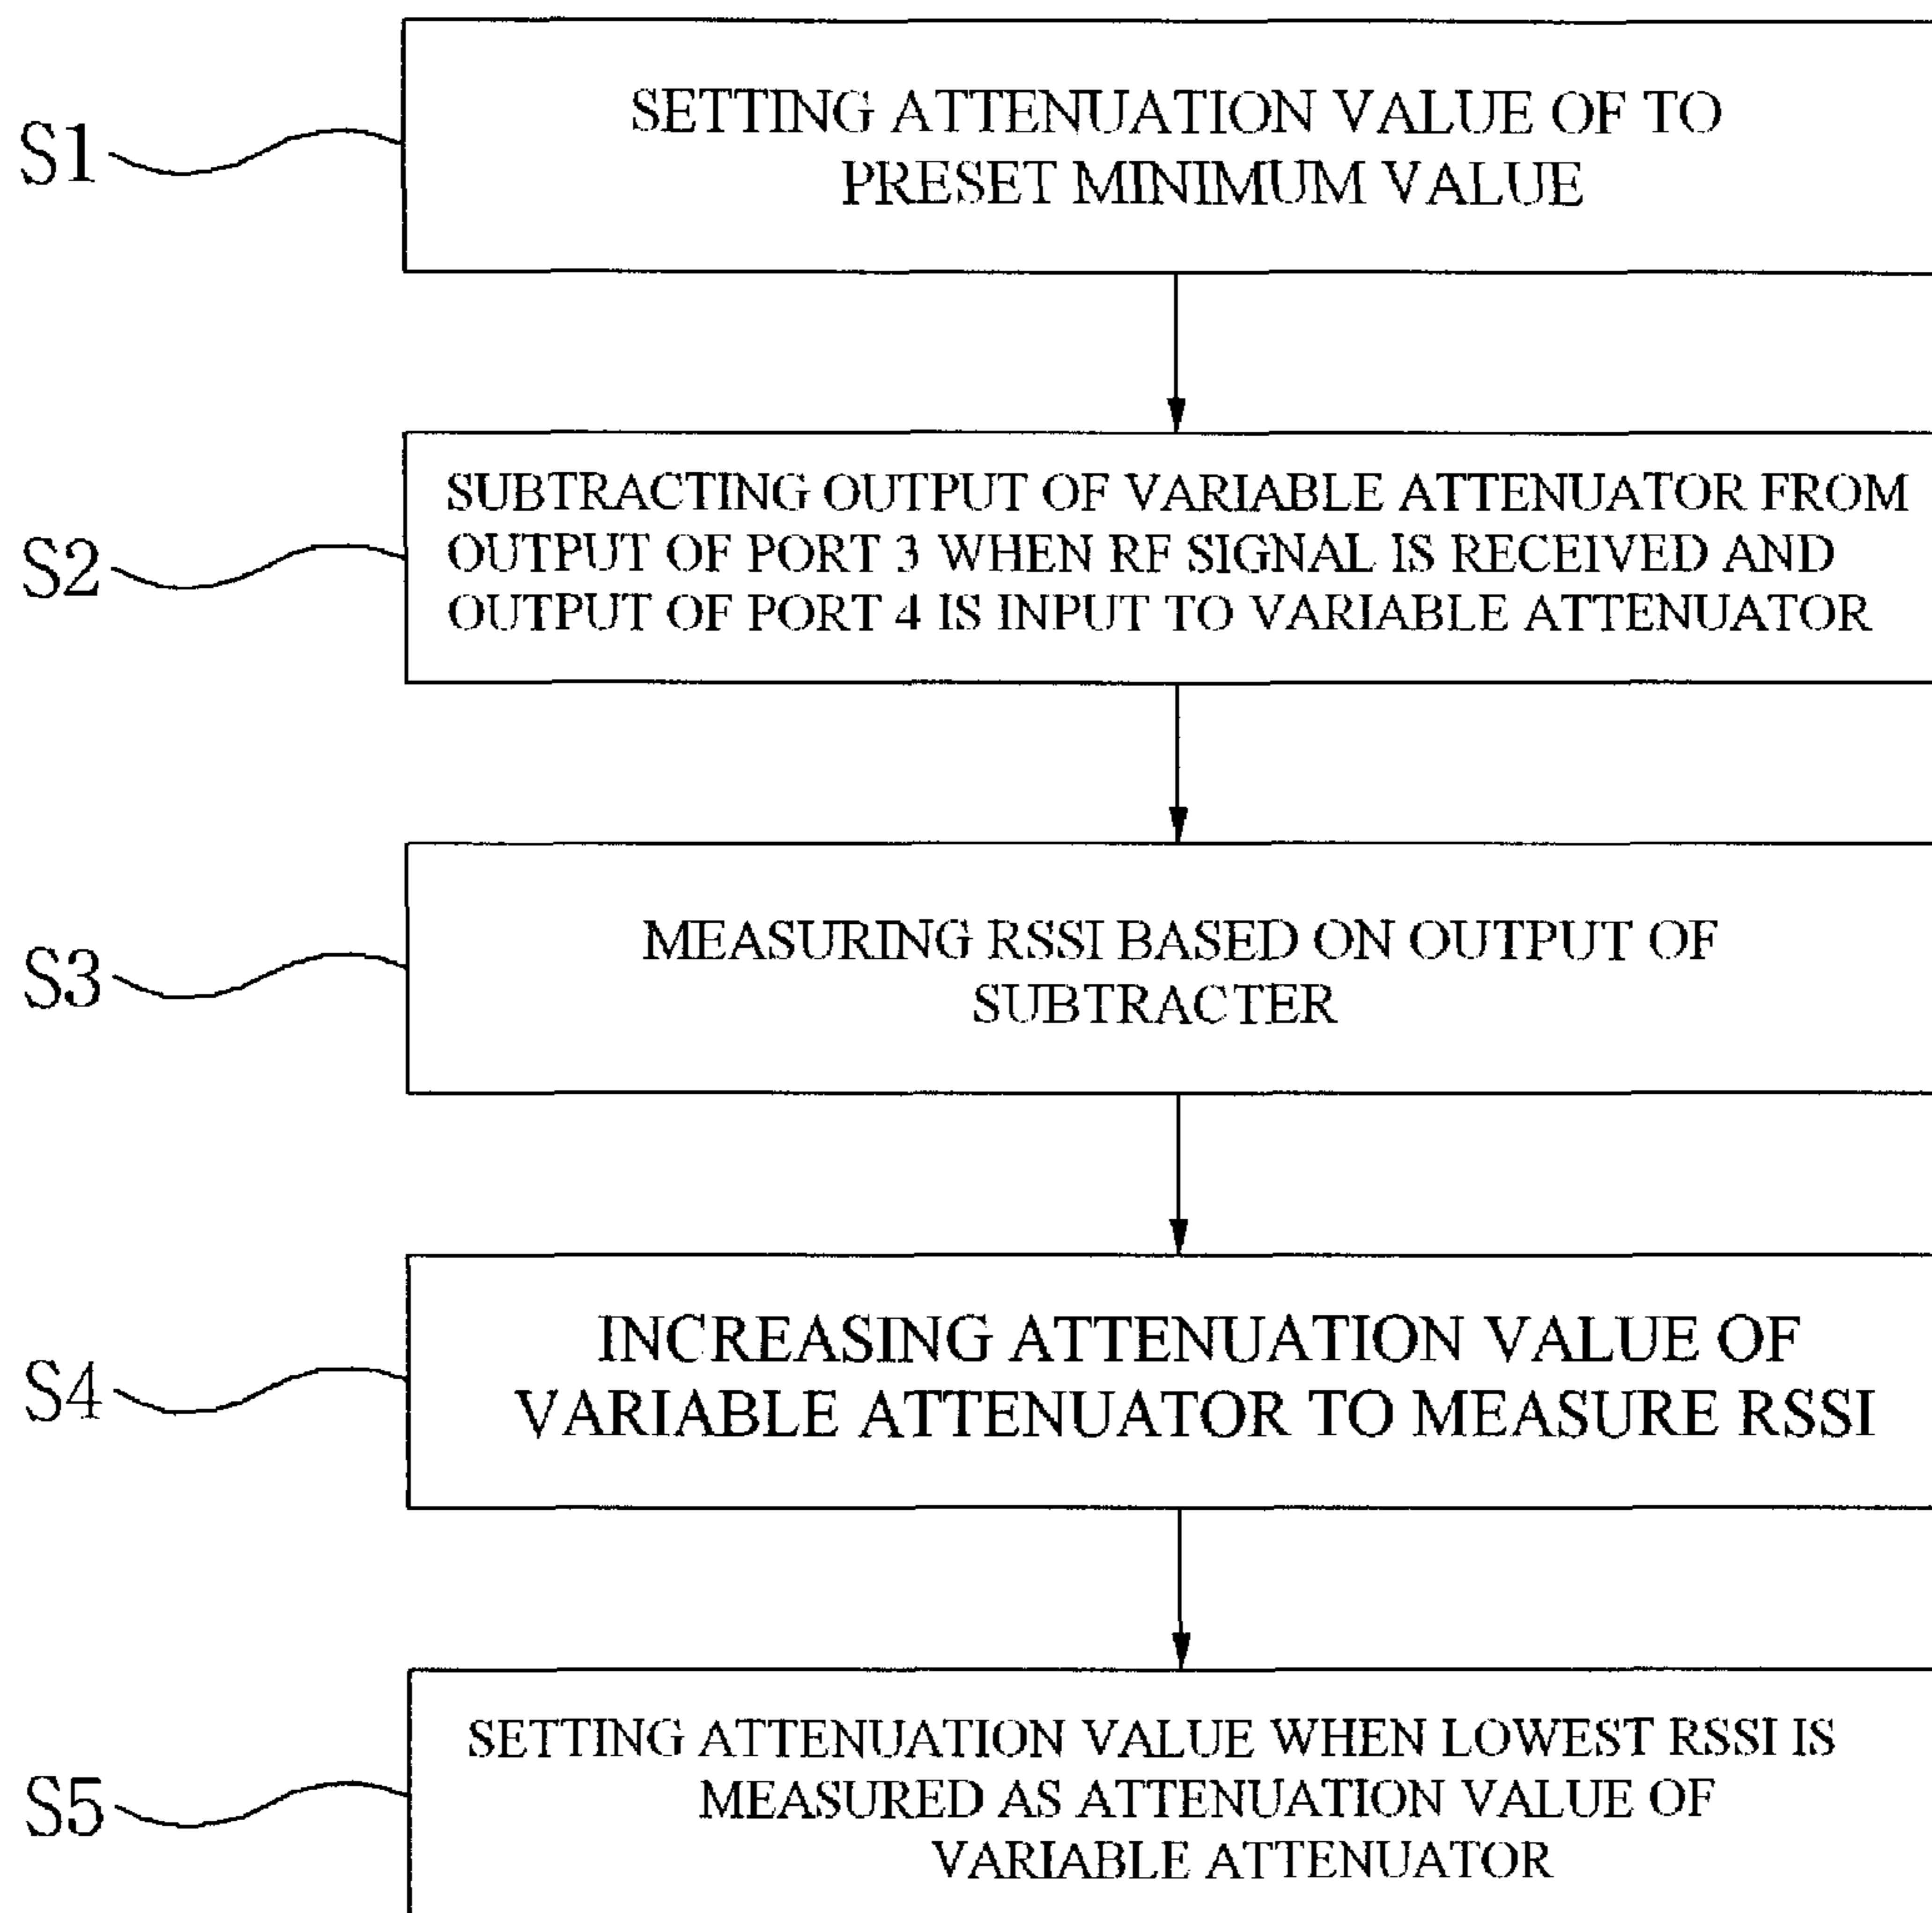 S1
SETTING ATTENUATION VALUE OF TO
PRESET MINIMUM VALUE
S2
SUBTRACTING OUTPUT OF VARIABLE ATTENUATOR FROM
OUTPUT OF PORT 3 WHEN RF SIGNAL IS RECEIVED AND
OUTPUT OF PORT 4 IS INPUT TO VARIABLE ATTENUATOR
S3
MEASURING RSSI BASED ON OUTPUT OF
SUBTRACTER
S4
INCREASING ATTENUATION VALUE OF
VARIABLE ATTENUATOR TO MEASURE RSSI
S5
SETTING ATTENUATION VALUE WHEN LOWEST RSSI IS
MEASURED AS ATTENUATION VALUE OF
VARIABLE ATTENUATOR